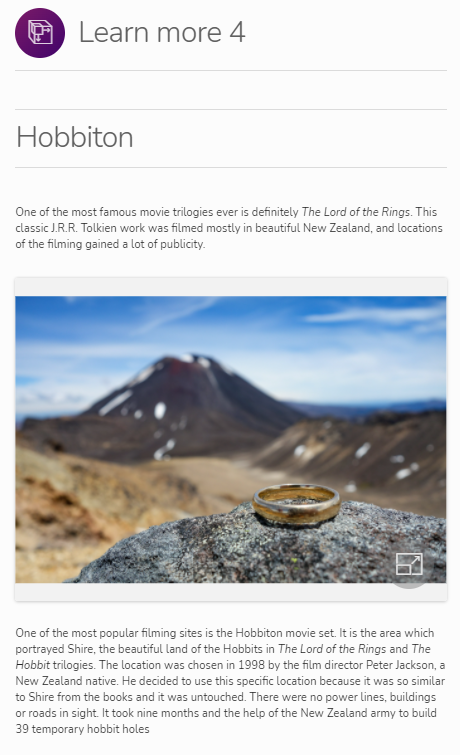 Learn more 4
Hobbiton
One of the most famous movie trilogies ever is definitely The Lord of the Rings. This
classic J.R.R. Tolkien work was filmed mostly in beautiful New Zealand, and locations
of the filming gained a lot of publicity.
One of the most popular filming sites is the Hobbiton movie set. It is the area which
portrayed Shire, the beautiful land of the Hobbits in The Lord of the Rings and The
Hobbit trilogies. The location was chosen in 1998 by the film director Peter Jackson, a
New Zealand native. He decided to use this specific location because it was so similar
to Shire from the books and it was untouched. There were no power lines, buildings
or roads in sight. It took nine months and the help of the New Zealand army to build
39 temporary hobbit holes